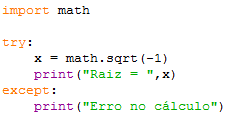 import math
try:
    x = math.sqrt(-1)
    print("Raiz = ",x)
except:
    print("Erro no cálculo")